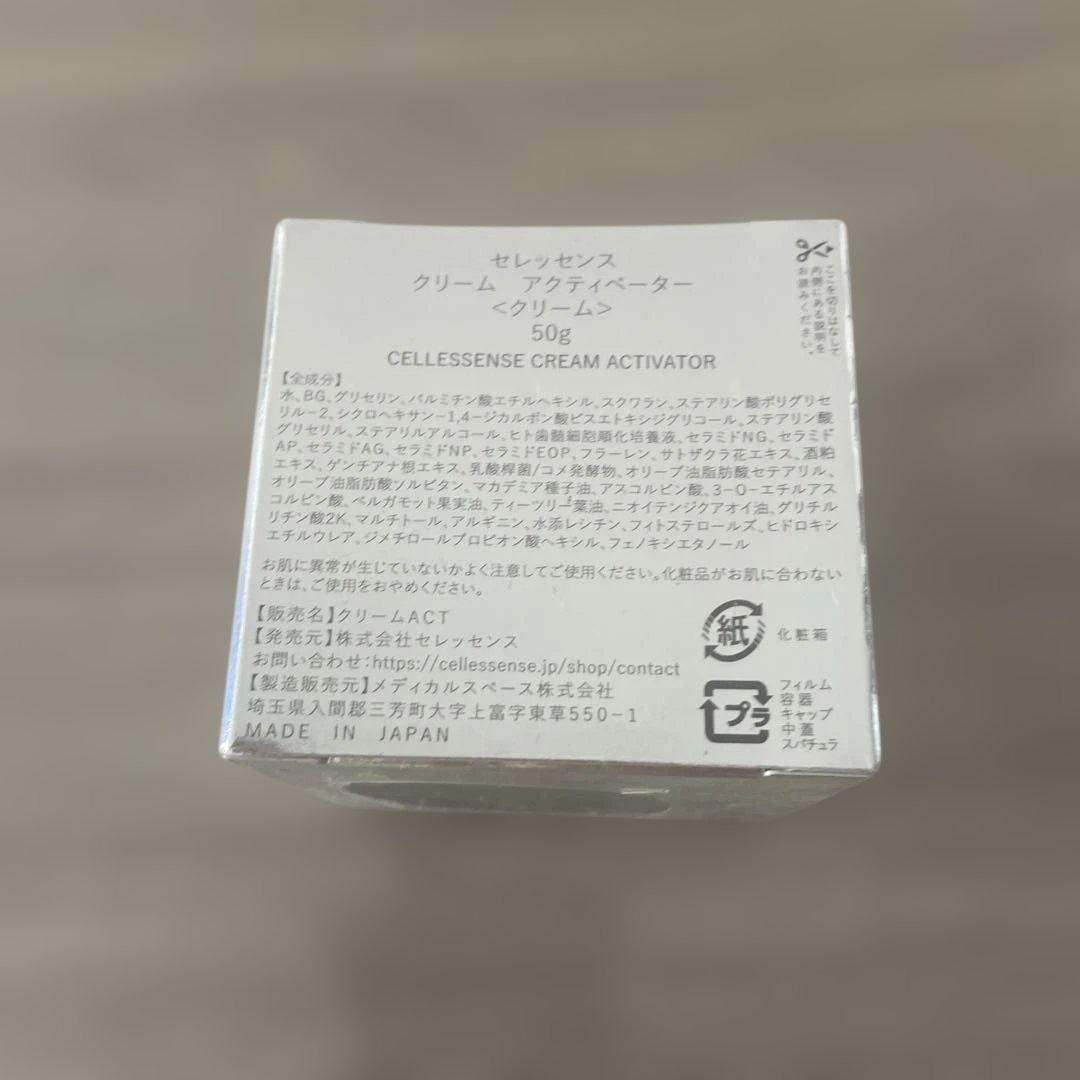 セレッセンス
クリーム　アクティベーター
<クリーム>
50g
CELLESSENSE CREAM ACTIVATOR
【全成分】
水、BG、グリセリン、パルミチン酸エチルヘキシル、スクワラン、ステアリン酸ポリグリセ
リル-2、シクロヘキサン-1,4-ジカルボン酸ビスエトキシジグリコール、ステアリン酸
グリセリル、ステアリルアルコール、ヒト歯髄細胞順化培養液、セラミドNG、セラミド
AP、セラミドAG、セラミドNP、セラミドEOP、フラーレン、サトザクラ花エキス、酒粕
エキス、ゲンチアナ根エキス、乳酸桿菌/コメ発酵物、オリーブ油脂肪酸セテアリル、
オリーブ油脂肪酸ソルビタン、マカデミア種子油、アスコルビン酸、3-O-エチルアス
コルビン酸、ベルガモット果実油、ティーツリー葉油、ニオイテンジクアオイ油、グリチル
リチン酸2K、マルチトール、アルギニン、水添レシチン、フィトステロールズ、ヒドロキシ
エチルウレア、ジメチロールプロピオン酸ヘキシル、フェノキシエタノール
お肌に異常が生じていないかよく注意してご使用ください。化粧品がお肌に合わない
ときは、ご使用をおやめください。
【販売名】クリームACT
【発売元】株式会社セレッセンス
お問い合わせ:https://cellessense.jp/shop/contact
【製造販売元】メディカルスペース株式会社
埼玉県入間郡三芳町大字上富字東草550-1
MADE IN JAPAN
ここを切りはなして
内側にある説明を
お読みください。
紙
化粧箱
プラ
フィルム
容器
キャップ
中蓋
スパチュラ